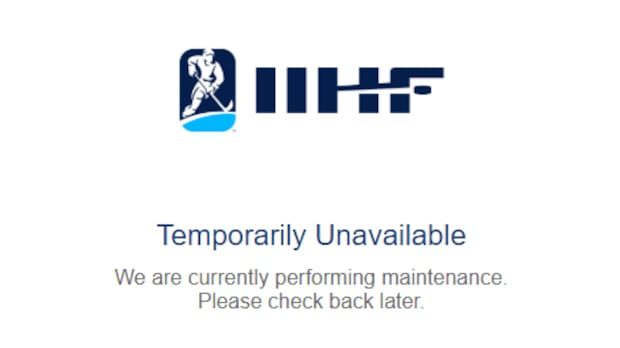 IIHF
Temporarily Unavailable
We are currently performing maintenance.
Please check back later.